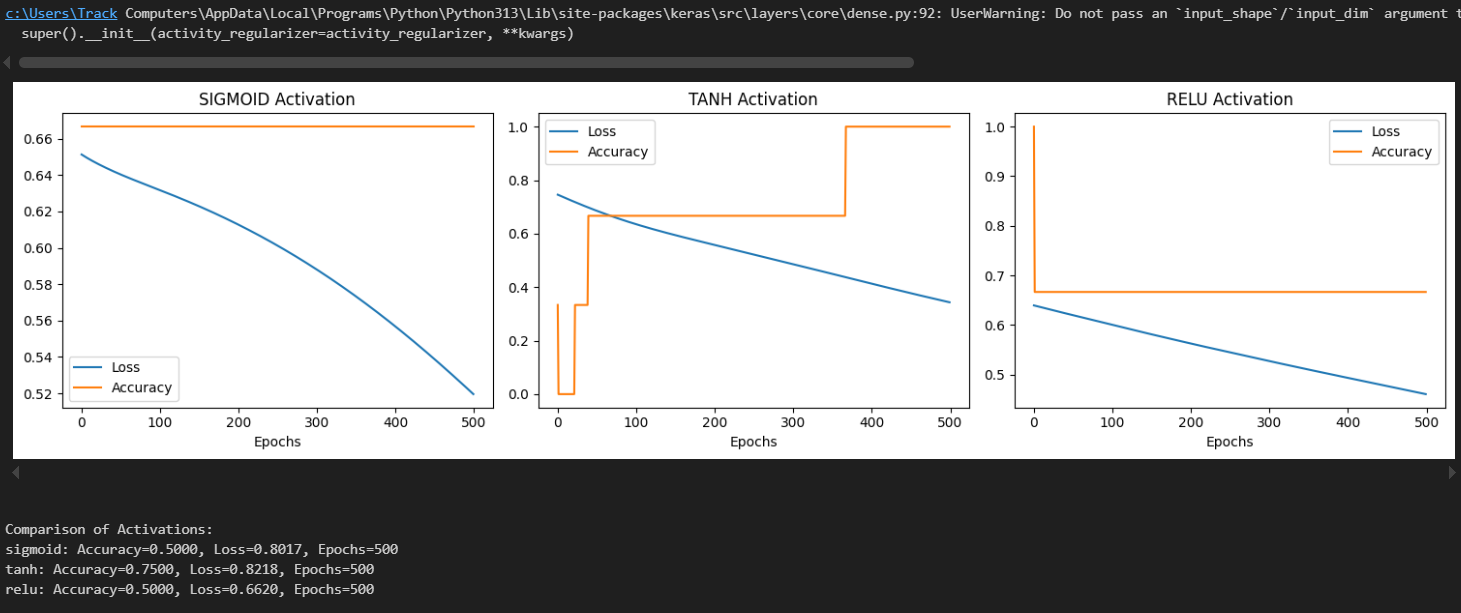 c:\Users\Track Computers\AppData\Local\Programs\Python\Python313\Lib\site-packages\keras\src\layers\core\dense.py:92: UserWarning: Do not pass an `input_shape`/`input_dim` argument t
super().__init__(activity_regularizer=activity_regularizer, **kwargs)
SIGMOID Activation
0.66
0.64
0.62
0.60
0.58
0.56
0.54
0.52
Loss
Accuracy
0 100 200 300 400 500
Epochs
TANH Activation
1.0
0.8
0.6
0.4
0.2
0.0
Loss
Accuracy
0 100 200 300 400 500
Epochs
RELU Activation
1.0
0.9
0.8
0.7
0.6
0.5
Loss
Accuracy
0 100 200 300 400 500
Epochs
Comparison of Activations:
sigmoid: Accuracy=0.5000, Loss=0.8017, Epochs=500
tanh: Accuracy=0.7500, Loss=0.8218, Epochs=500
relu: Accuracy=0.5000, Loss=0.6620, Epochs=500